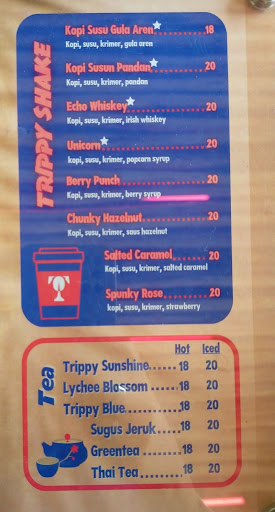 TRIPPY SHAKE
Kopi Susu Gula Aren.............18
Kopi, susu, krimer, gula aren
Kopi Susun Pandan.............20
Kopi, susu, krimer, pandan
Echo Whiskey.............20
Kopi, susu, krimer, irish whiskey
Unicorn.............20
kopi, susu, krimer, popcorn syrup
Berry Punch.............20
Kopi, susu, krimer, berry syrup
Chunky Hazelnut.............20
Kopi, susu, krimer, saus hazelnut
Salted Caramel.............20
Kopi, susu, krimer, salted caramel
Spunky Rose.............20
kopi, susu, krimer, strawberry
Tea
Hot Iced
Trippy Sunshine......18 20
Lychee Blossom......18 20
Trippy Blue..........18 20
Sugus Jeruk.....18 20
Greentea........18 20
Thai Tea.........18 20